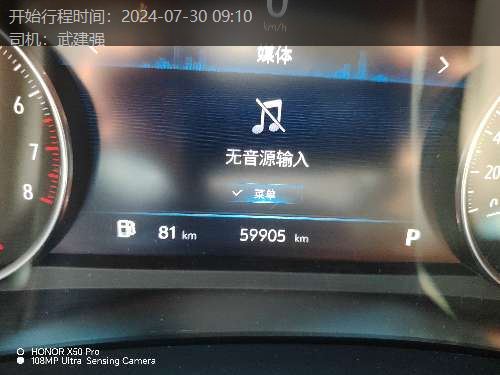 开始行程时间：2024-07-30 09:10
司机：武建强
0
km/h
媒体
无音源输入
菜单
6
7
8
81 km
59905 km
P
20
HONOR X50 Pro
108MP Ultra Sensing Camera